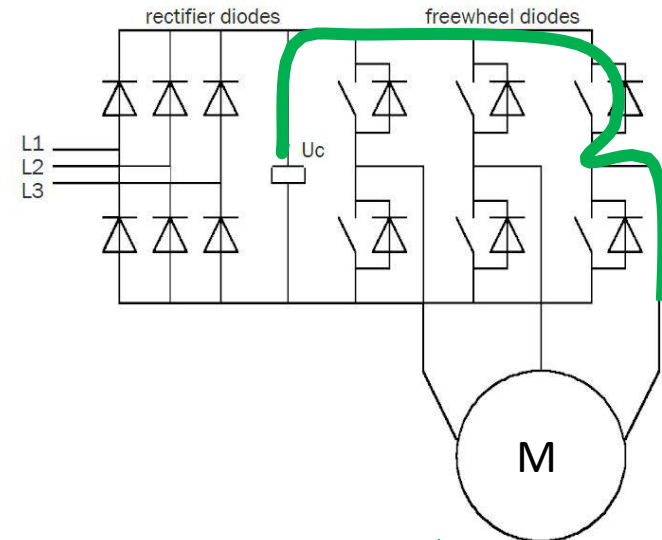 rectifier diodes
freewheel diodes
L1
L2
L3
Uc
M